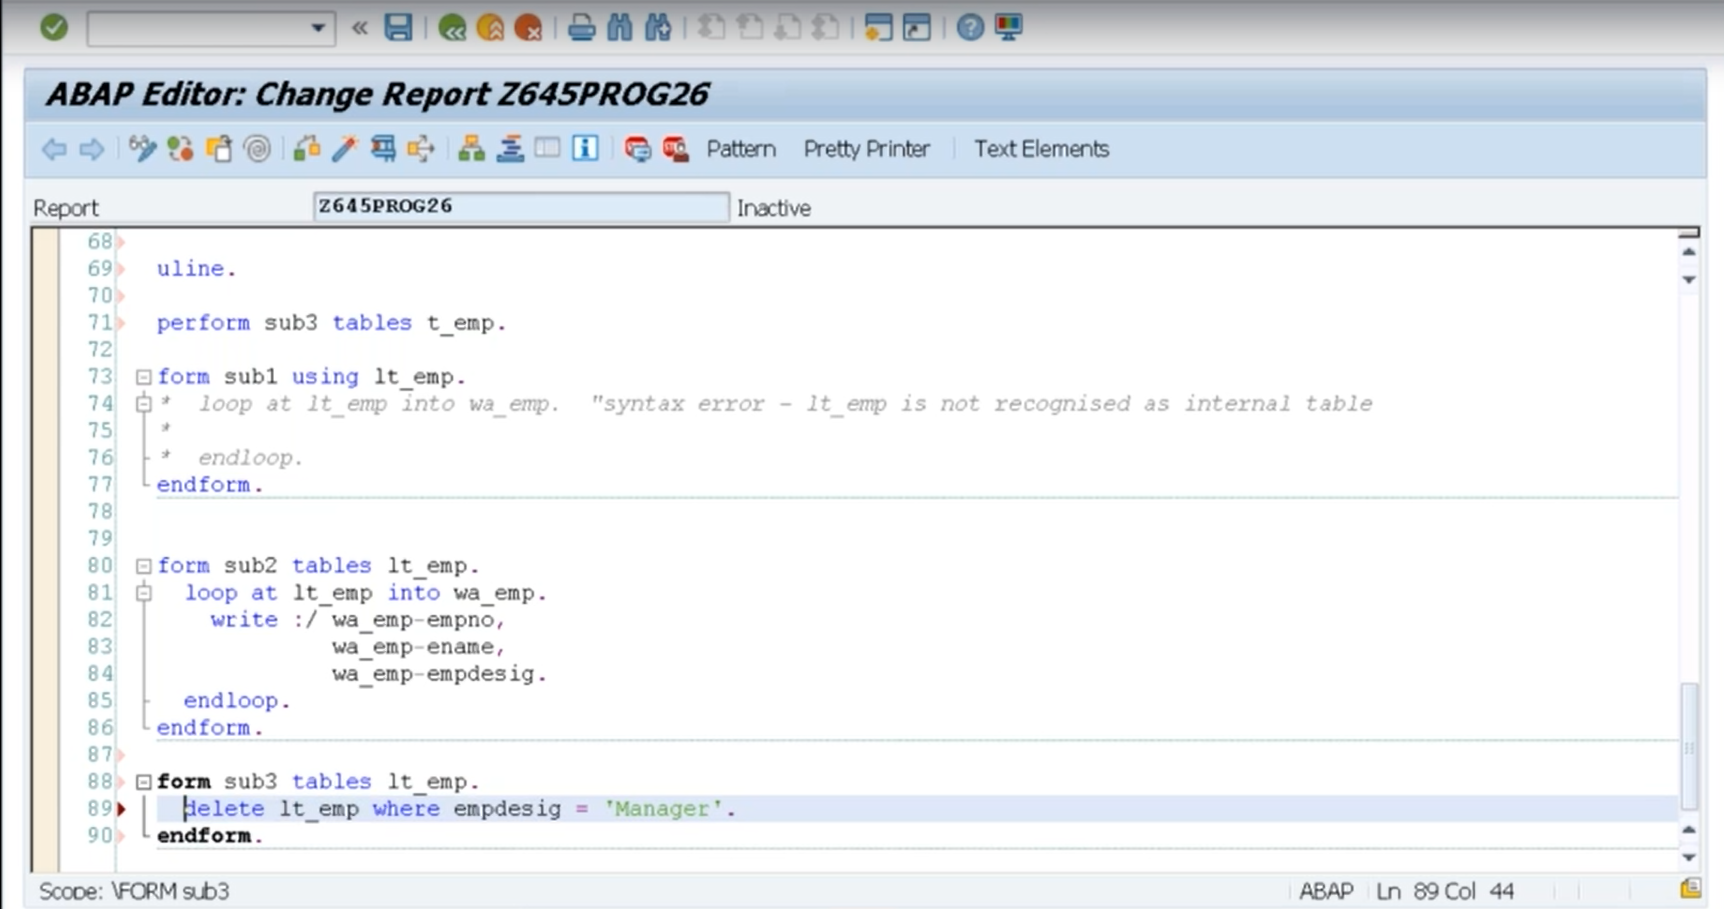 ABAP Editor: Change Report Z645PROG26
Pattern Pretty Printer Text Elements
Report Z645PROG26 Inactive
68
69 uline.
70
71 perform sub3 tables t_emp.
72
73 form sub1 using lt_emp.
74 * loop at lt_emp into wa_emp. "syntax error - lt_emp is not recognised as internal table
75 *
76 * endloop.
77 endform.
78
79
80 form sub2 tables lt_emp.
81 loop at lt_emp into wa_emp.
82 write :/ wa_emp-empno,
83 wa_emp-ename,
84 wa_emp-empdesig.
85 endloop.
86 endform.
87
88 form sub3 tables lt_emp.
89 delete lt_emp where empdesig = 'Manager'.
90 endform.
Scope: \FORM sub3 ABAP Ln 89 Col 44